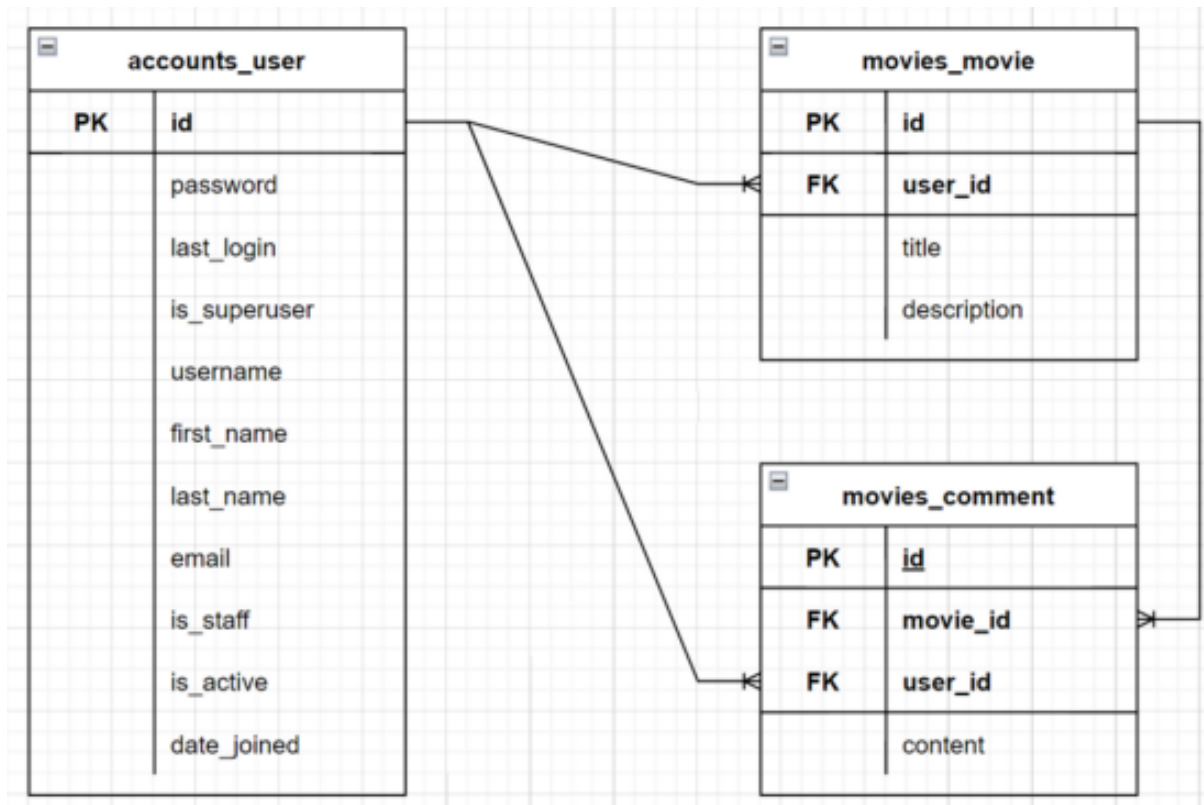 accounts_user
PK id
password
last_login
is_superuser
username
first_name
last_name
email
is_staff
is_active
date_joined
movies_movie
PK id
FK user_id
title
description
movies_comment
PK id
FK movie_id
FK user_id
content